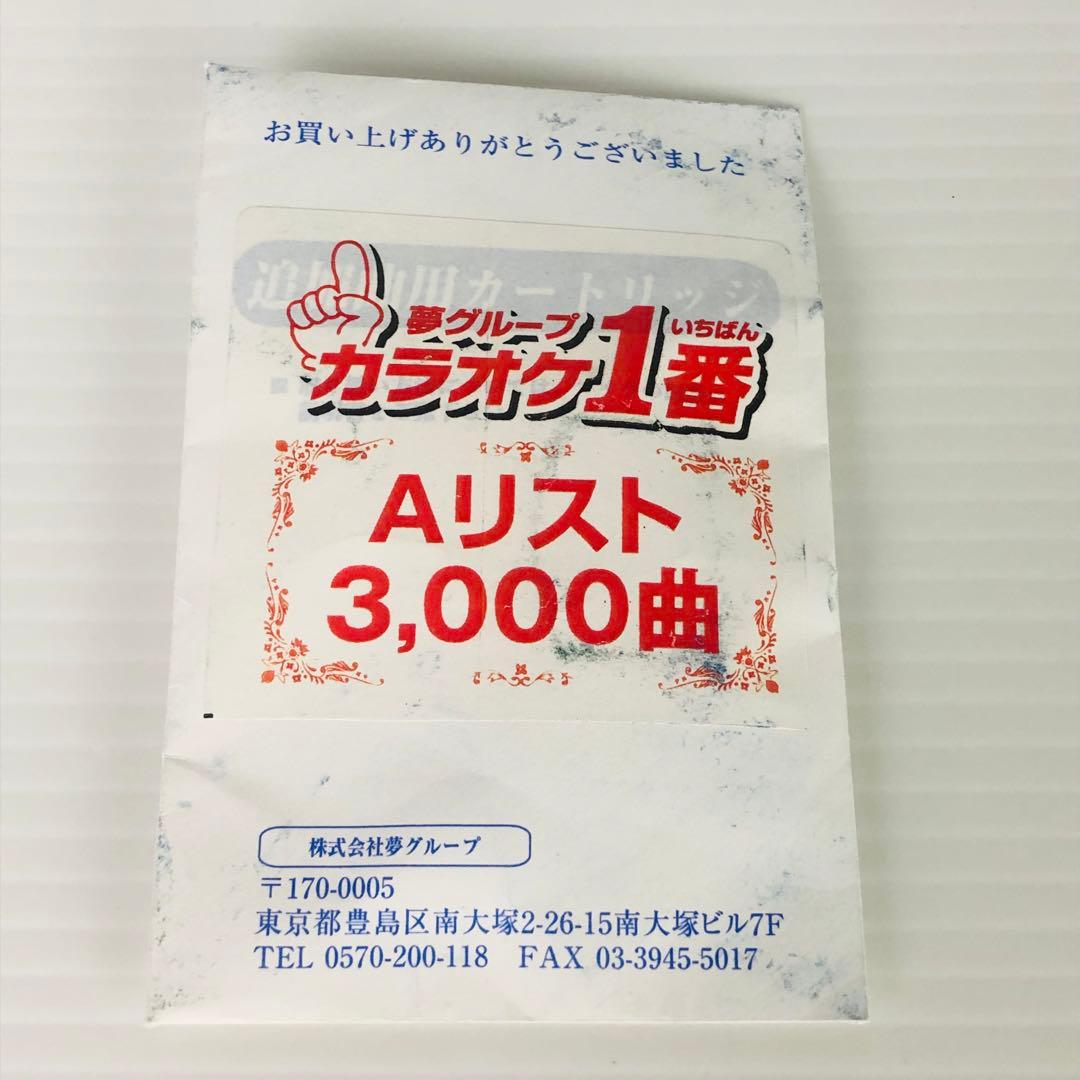 お買い上げありがとうございました
追加曲用カートリッジ
夢グループ
いちばん
カラオケ1番
Aリスト
3,000曲
株式会社夢グループ
〒170-0005
東京都豊島区南大塚2-26-15南大塚ビル7F
TEL 0570-200-118 FAX 03-3945-5017